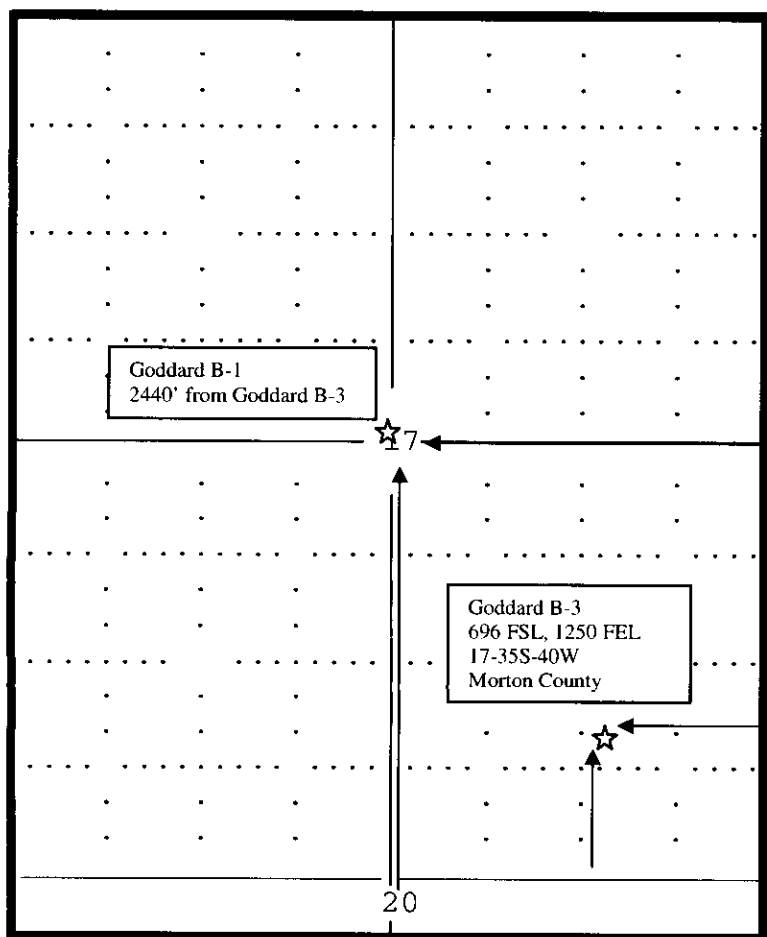 Goddard B-1
2440' from Goddard B-3
17
Goddard B-3
696 FSL, 1250 FEL
17-35S-40W
Morton County
20